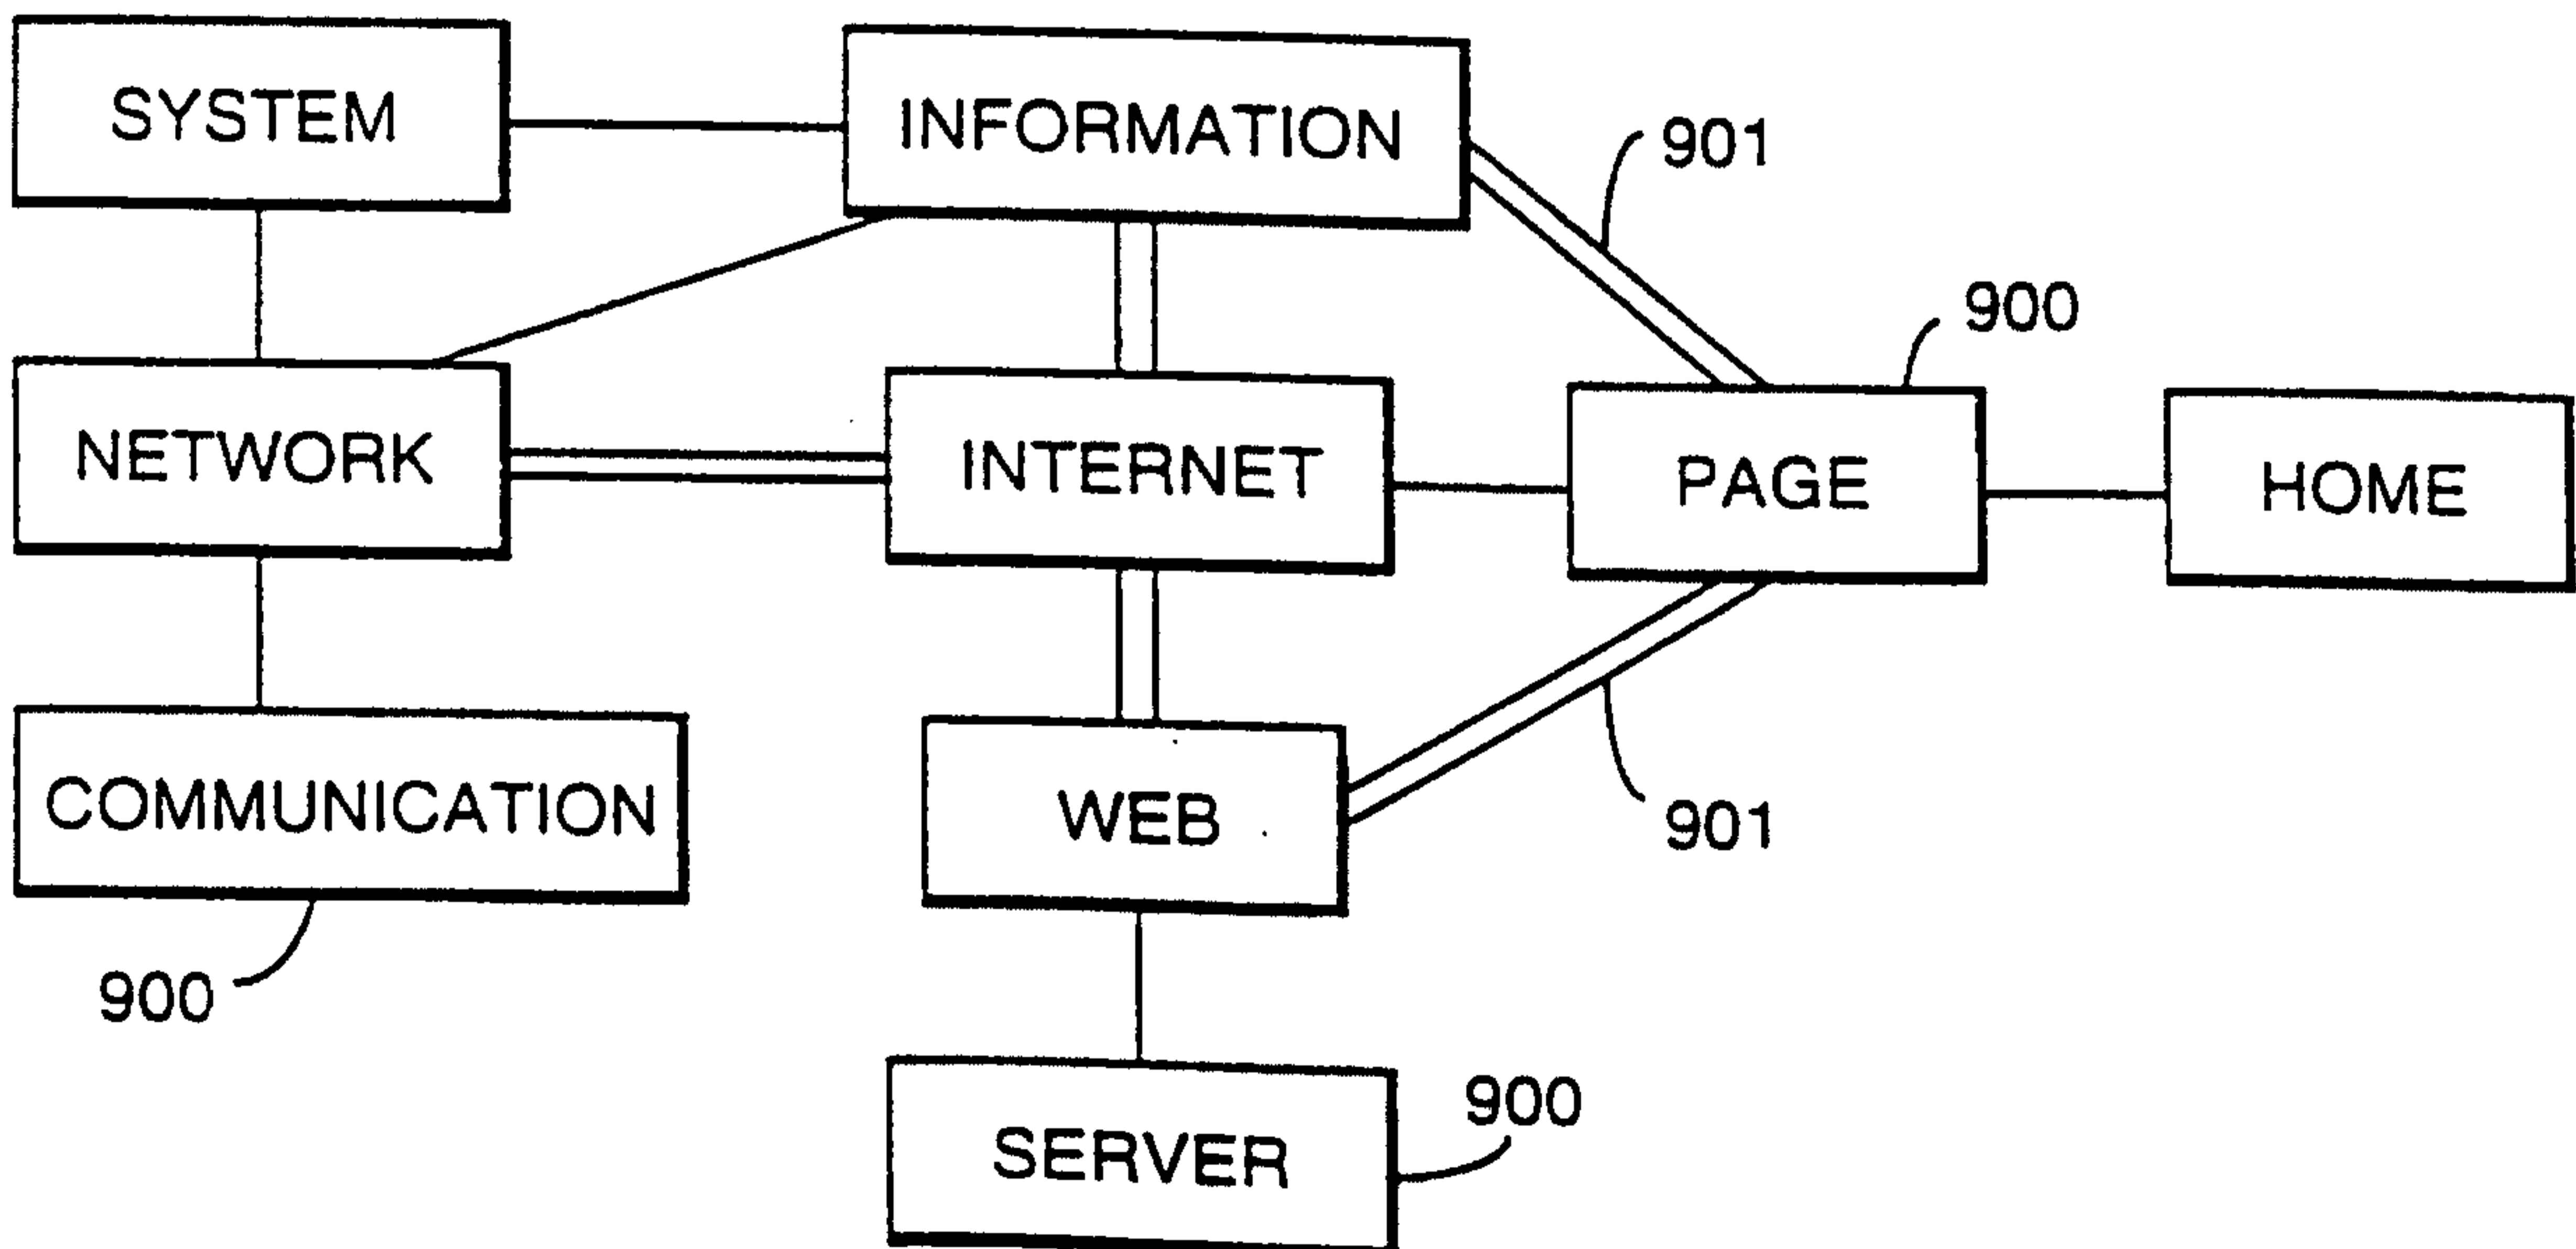 SYSTEM
INFORMATION
901
900
NETWORK
INTERNET
PAGE
HOME
COMMUNICATION
WEB
901
900
SERVER
900